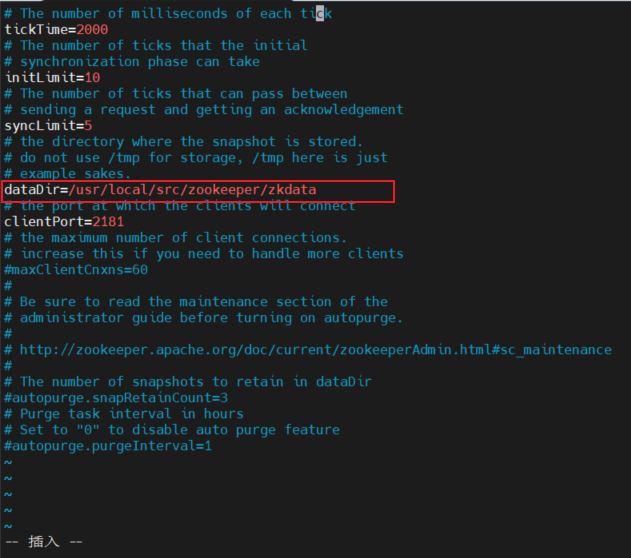 # The number of milliseconds of each tick
tickTime=2000
# The number of ticks that the initial
# synchronization phase can take
initLimit=10
# The number of ticks that can pass between
# sending a request and getting an acknowledgement
syncLimit=5
# the directory where the snapshot is stored.
# do not use /tmp for storage, /tmp here is just
# example sakes.
dataDir=/usr/local/src/zookeeper/zkdata
# the port at which the clients will connect
clientPort=2181
# the maximum number of client connections.
# increase this if you need to handle more clients
#maxClientCnxns=60
#
# Be sure to read the maintenance section of the
# administrator guide before turning on autopurge.
#
# http://zookeeper.apache.org/doc/current/zookeeperAdmin.html#sc_maintenance
#
# The number of snapshots to retain in dataDir
#autopurge.snapRetainCount=3
# Purge task interval in hours
# Set to "0" to disable auto purge feature
#autopurge.purgeInterval=1
~
~
~
~
~
-- 插入 --